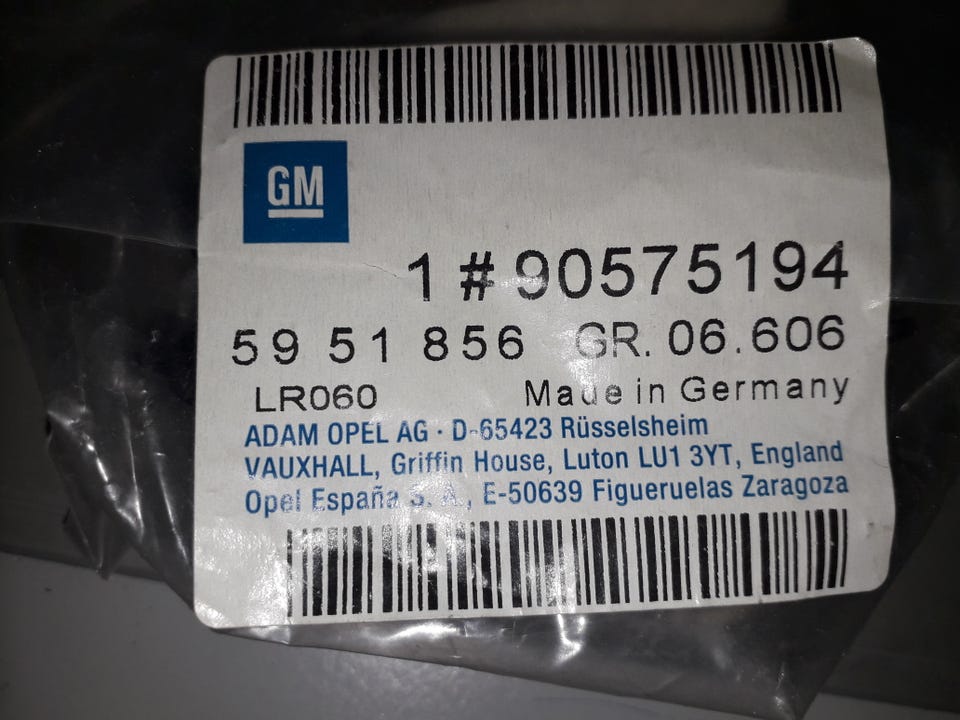 GM
1 # 90575194
59 51 856 GR. 06.606
LR060 Made in Germany
ADAM OPEL AG · D-65423 Rüsselsheim
VAUXHALL, Griffin House, Luton LU1 3YT, England
Opel España S. A., E-50639 Figueruelas Zaragoza